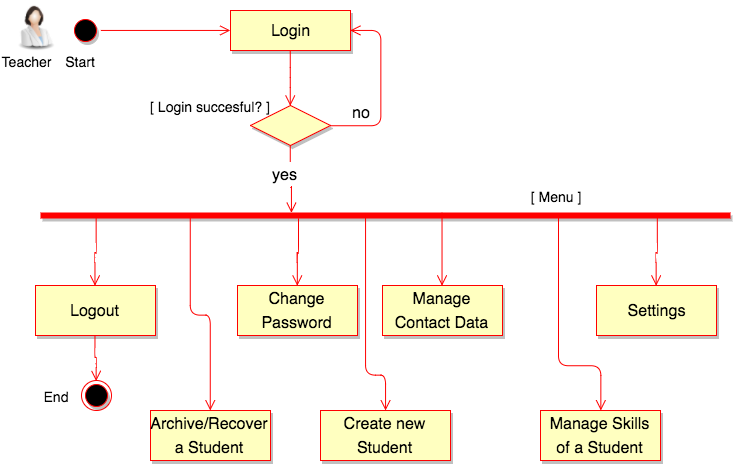 Login
Teacher
Start
[ Login succesful? ]
no
yes
[ Menu ]
Logout
Change
Password
Manage
Contact Data
Settings
End
Archive/Recover
a Student
Create new
Student
Manage Skills
of a Student